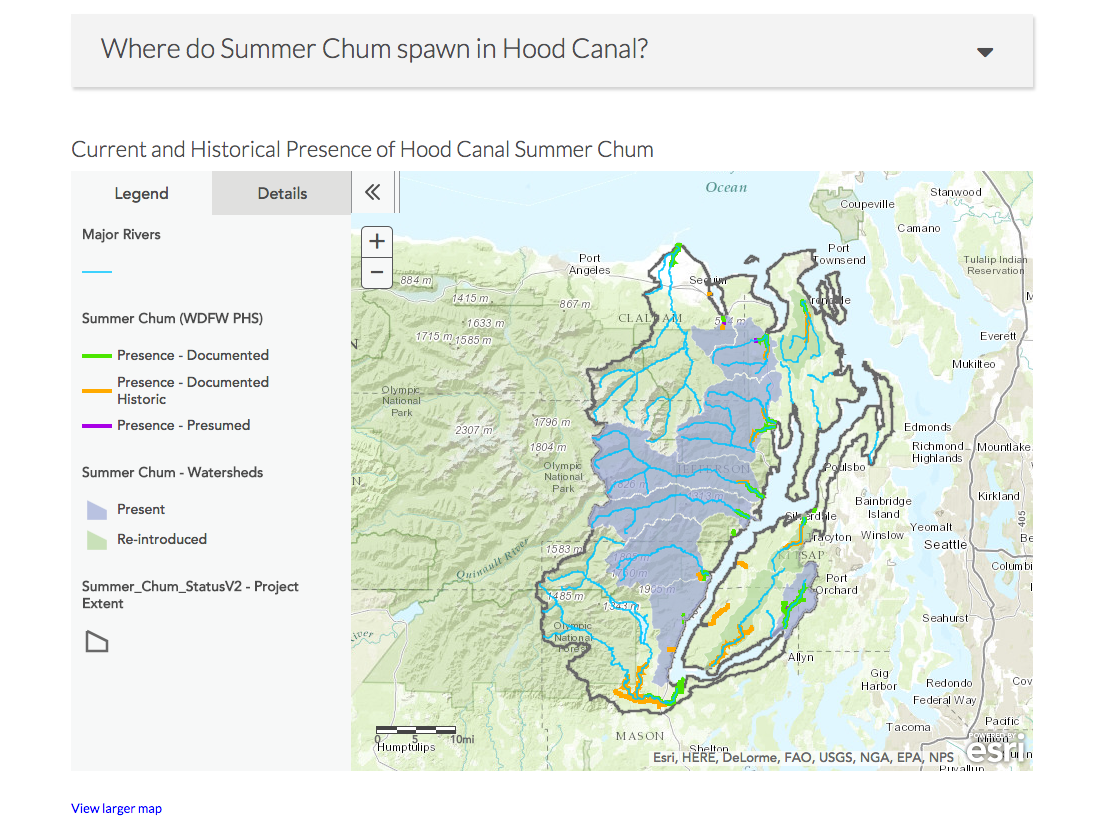 Where do Summer Chum spawn in Hood Canal?
Current and Historical Presence of Hood Canal Summer Chum
Legend
Details
Major Rivers
Summer Chum (WDFW PHS)
Presence - Documented
Presence - Documented
Historic
Presence - Presumed
Summer Chum - Watersheds
Present
Re-introduced
Summer_Chum_StatusV2 - Project
Extent
+
−
Ocean
Stanwood
Coupeville
Camano
Port
Townsend
Tulalip Indian
Reservation
Port
Angeles
884 m
1415 m
867 m
1633 m
1715 m
1585 m
Everett
Mukilteo
Olympic
National
Park
2307 m
1796 m
1804 m
Olympic
National
Park
JEFFERSON
Edmonds
Richmond
Highlands
Mountlake
Poulsbo
Kirkland
Bainbridge
Island
405
Yeomalt
Winslow
Seattle
Silverdale
Tracyton
KITSAP
1583 m
Quinault River
Port
Orchard
1485 m
1343 m
Olympic
National
Forest
River
Seahurst
Allyn
Gig
Harbor
Redondo
Federal Way
Tacoma
Pacific
MASON
Shelton
0 5 10mi
Humptulips
Esri, HERE, DeLorme, FAO, USGS, NGA, EPA, NPS
esri
View larger map